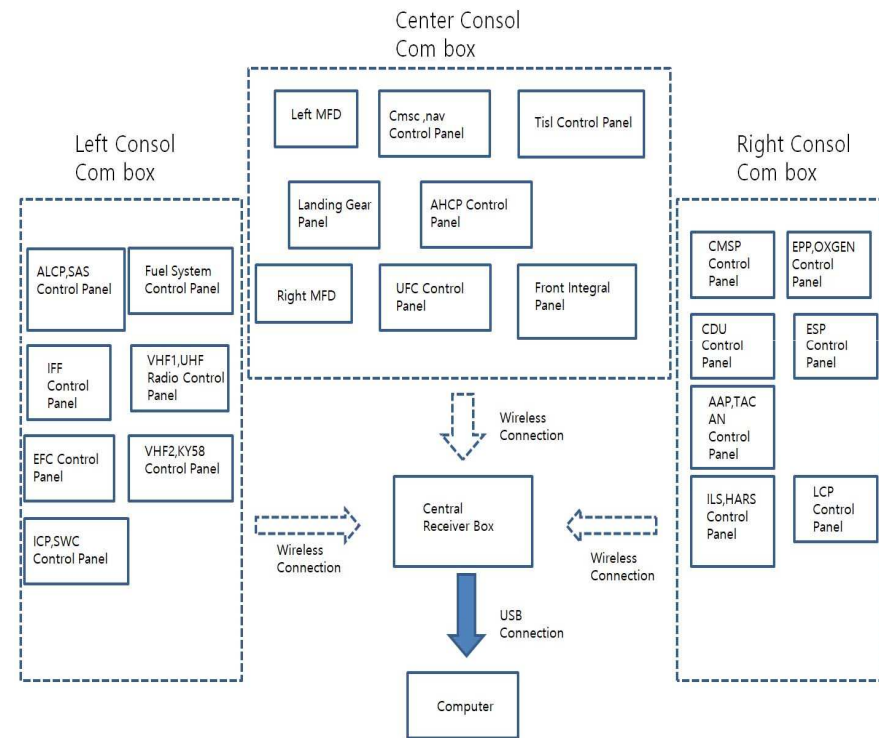 Center Consol
Com box
Left MFD
Cmsc ,nav
Control Panel
Tisl Control Panel
Landing Gear
Panel
AHCP Control
Panel
Right MFD
UFC Control
Panel
Front Integral
Panel
Left Consol
Com box
ALCP,SAS
Control Panel
Fuel System
Control Panel
IFF
Control
Panel
VHF1,UHF
Radio Control
Panel
EFC Control
Panel
VHF2,KY58
Control Panel
ICP,SWC
Control Panel
Right Consol
Com box
CMSP
Control
Panel
EPP,OXGEN
Control
Panel
CDU
Control
Panel
ESP
Control
Panel
AAP,TAC
AN
Control
Panel
ILS,HARS
Control
Panel
LCP
Control
Panel
Wireless
Connection
Wireless
Connection
Wireless
Connection
Central
Receiver Box
USB
Connection
Computer